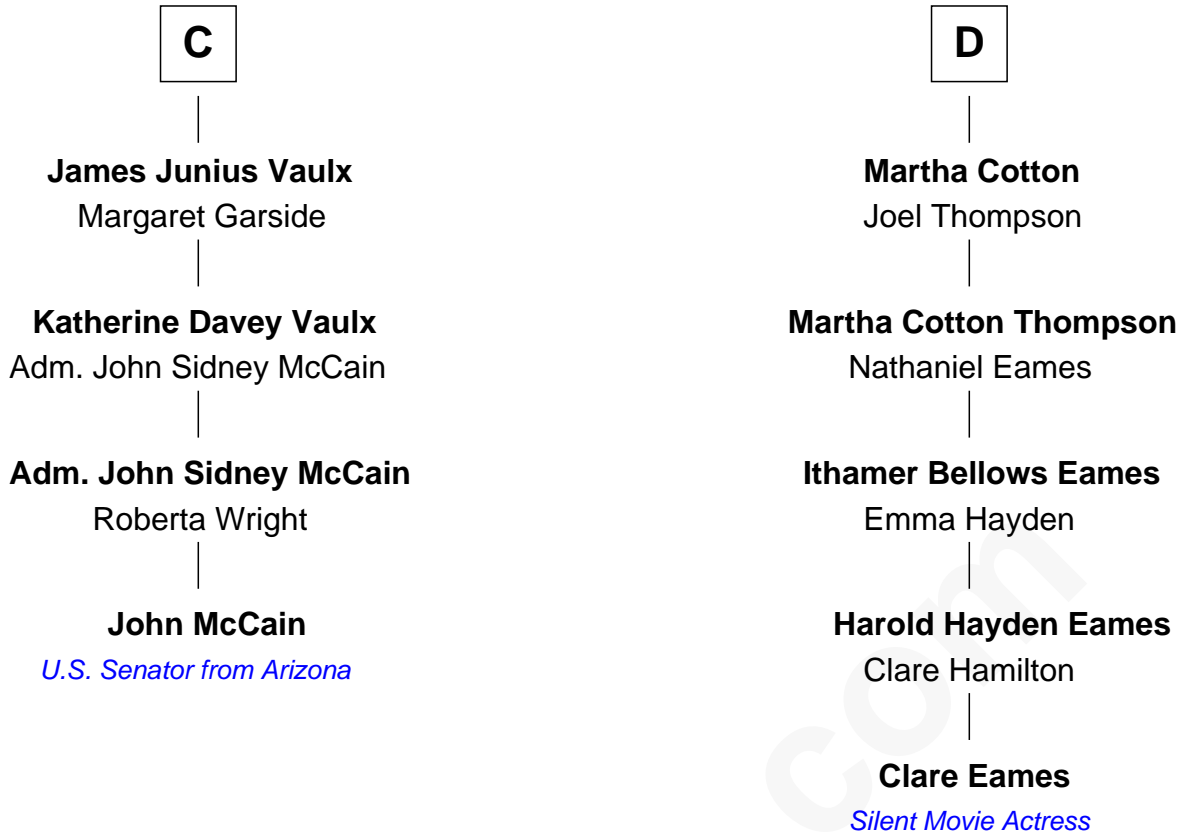 C
James Junius Vaulx
Margaret Garside
Katherine Davey Vaulx
Adm. John Sidney McCain
Adm. John Sidney McCain
Roberta Wright
John McCain
U.S. Senator from Arizona
D
Martha Cotton
Joel Thompson
Martha Cotton Thompson
Nathaniel Eames
Ithamer Bellows Eames
Emma Hayden
Harold Hayden Eames
Clare Hamilton
Clare Eames
Silent Movie Actress
com